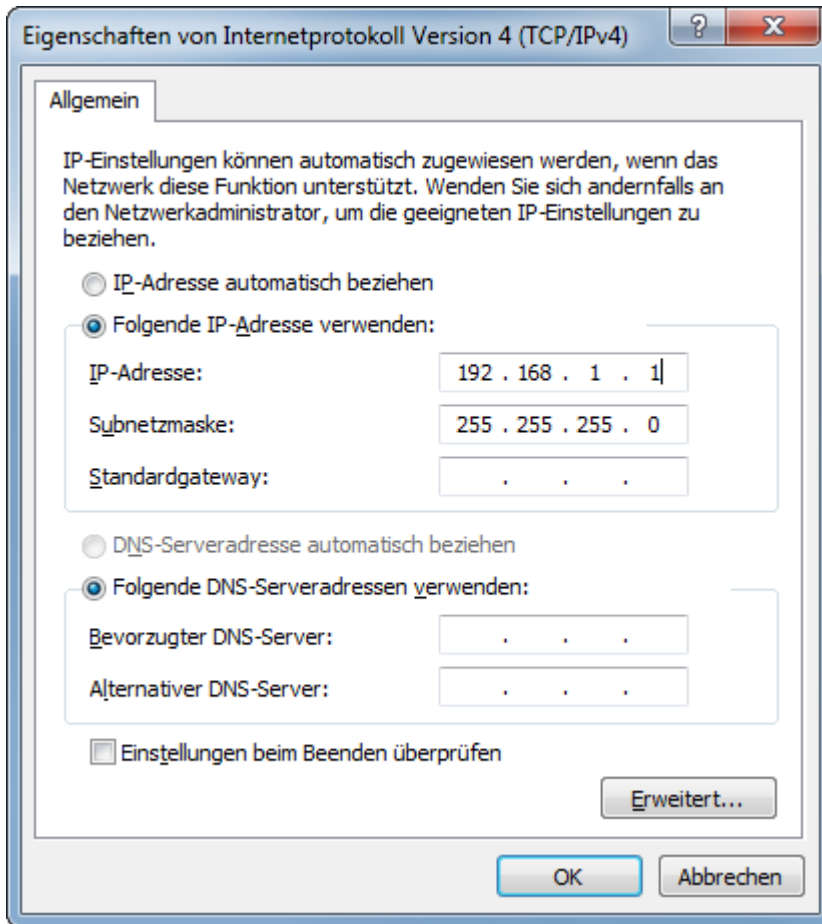 Eigenschaften von Internetprotokoll Version 4 (TCP/IPv4)
?
X
Allgemein
IP-Einstellungen können automatisch zugewiesen werden, wenn das
Netzwerk diese Funktion unterstützt. Wenden Sie sich andernfalls an
den Netzwerkadministrator, um die geeigneten IP-Einstellungen zu
beziehen.
IP-Adresse automatisch beziehen
Folgende IP-Adresse verwenden:
IP-Adresse: 192 . 168 . 1 . 1
Subnetzmaske: 255 . 255 . 255 . 0
Standardgateway: . . .
DNS-Serveradresse automatisch beziehen
Folgende DNS-Serveradressen verwenden:
Bevorzugter DNS-Server: . . .
Alternativer DNS-Server: . . .
Einstellungen beim Beenden überprüfen
Erweitert...
OK Abbrechen